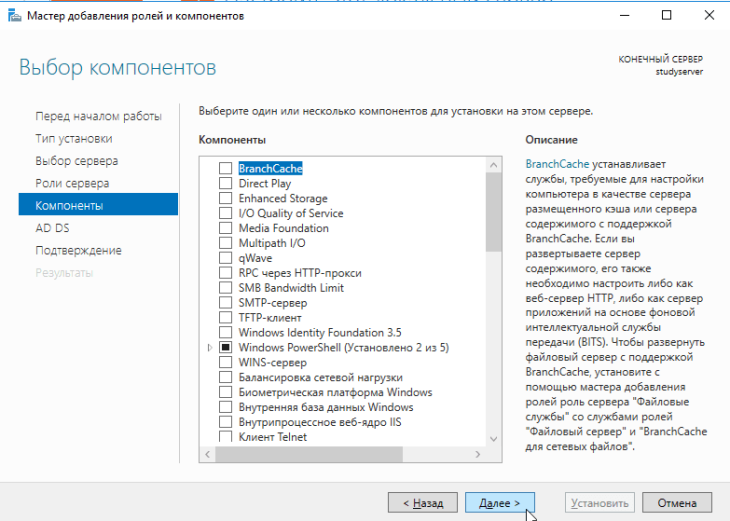 Мастер добавления ролей и компонентов
Выбор компонентов
КОНЕЧНЫЙ СЕРВЕР
studyserver
Перед началом работы
Тип установки
Выбор сервера
Роли сервера
Компоненты
AD DS
Подтверждение
Результаты
Выберите один или несколько компонентов для установки на этом сервере.
Компоненты
BranchCache
Direct Play
Enhanced Storage
I/O Quality of Service
Media Foundation
Multipath I/O
qWave
RPC через HTTP-прокси
SMB Bandwidth Limit
SMTP-сервер
TFTP-клиент
Windows Identity Foundation 3.5
Windows PowerShell (Установлено 2 из 5)
WINS-сервер
Балансировка сетевой нагрузки
Биометрическая платформа Windows
Внутренняя база данных Windows
Внутрипроцессное веб-ядро IIS
Клиент Telnet
Описание
BranchCache устанавливает
службы, требуемые для настройки
компьютера в качестве сервера
размещенного кэша или сервера
содержимого с поддержкой
BranchCache. Если вы
развертываете сервер
содержимого, его также
необходимо настроить либо как
веб-сервер HTTP, либо как сервер
приложений на основе фоновой
интеллектуальной службы
передачи (BITS). Чтобы развернуть
файловый сервер с поддержкой
BranchCache, установите с
помощью мастера добавления
ролей роль сервера "Файловые
службы" со службами ролей
"Файловый сервер" и "BranchCache
для сетевых файлов".
< Назад
Далее >
Установить
Отмена